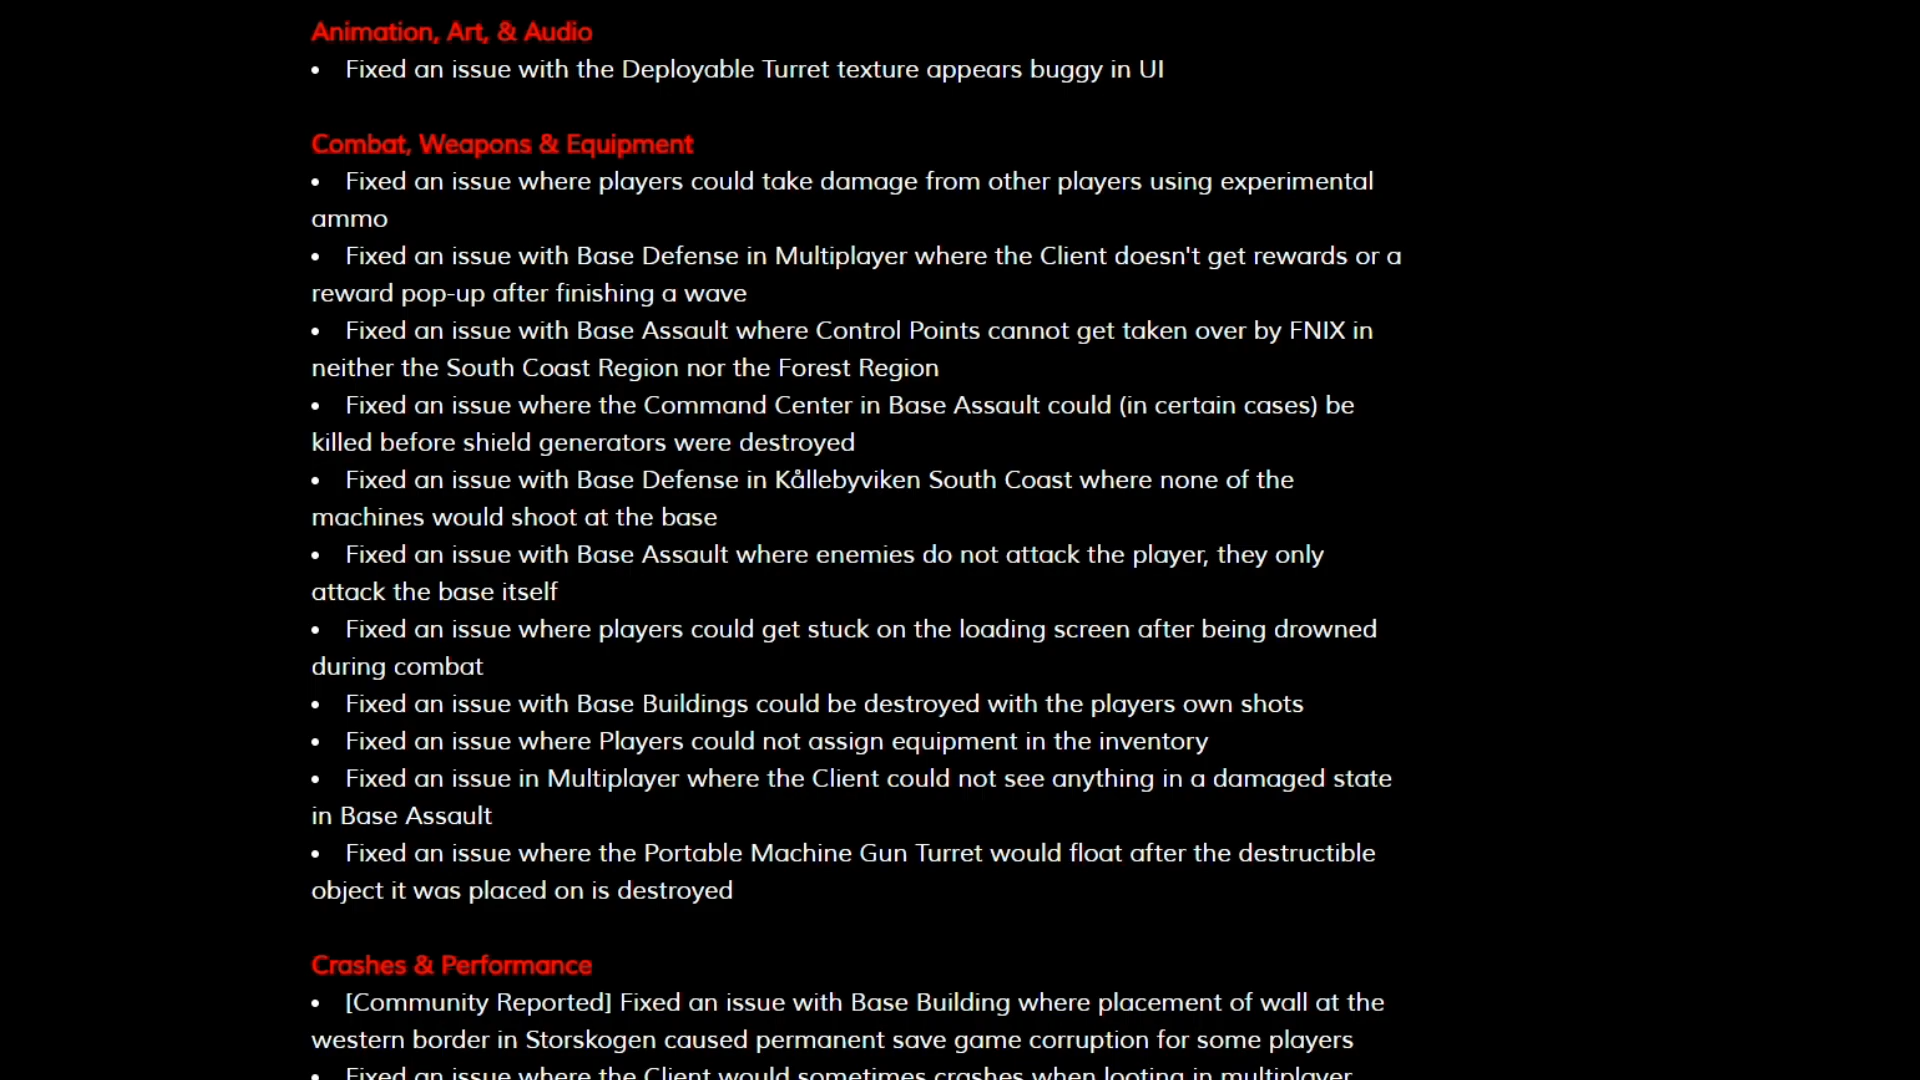 Animation, Art, & Audio
• Fixed an issue with the Deployable Turret texture appears buggy in UI
Combat, Weapons & Equipment
• Fixed an issue where players could take damage from other players using experimental
ammo
• Fixed an issue with Base Defense in Multiplayer where the Client doesn't get rewards or a
reward pop-up after finishing a wave
• Fixed an issue with Base Assault where Control Points cannot get taken over by FNIX in
neither the South Coast Region nor the Forest Region
• Fixed an issue where the Command Center in Base Assault could (in certain cases) be
killed before shield generators were destroyed
• Fixed an issue with Base Defense in Kållebyviken South Coast where none of the
machines would shoot at the base
• Fixed an issue with Base Assault where enemies do not attack the player, they only
attack the base itself
• Fixed an issue where players could get stuck on the loading screen after being drowned
during combat
• Fixed an issue with Base Buildings could be destroyed with the players own shots
• Fixed an issue where Players could not assign equipment in the inventory
• Fixed an issue in Multiplayer where the Client could not see anything in a damaged state
in Base Assault
• Fixed an issue where the Portable Machine Gun Turret would float after the destructible
object it was placed on is destroyed
Crashes & Performance
• [Community Reported] Fixed an issue with Base Building where placement of wall at the
western border in Storskogen caused permanent save game corruption for some players
• Fixed an issue where the Client would sometimes crashes when looting in multiplayer